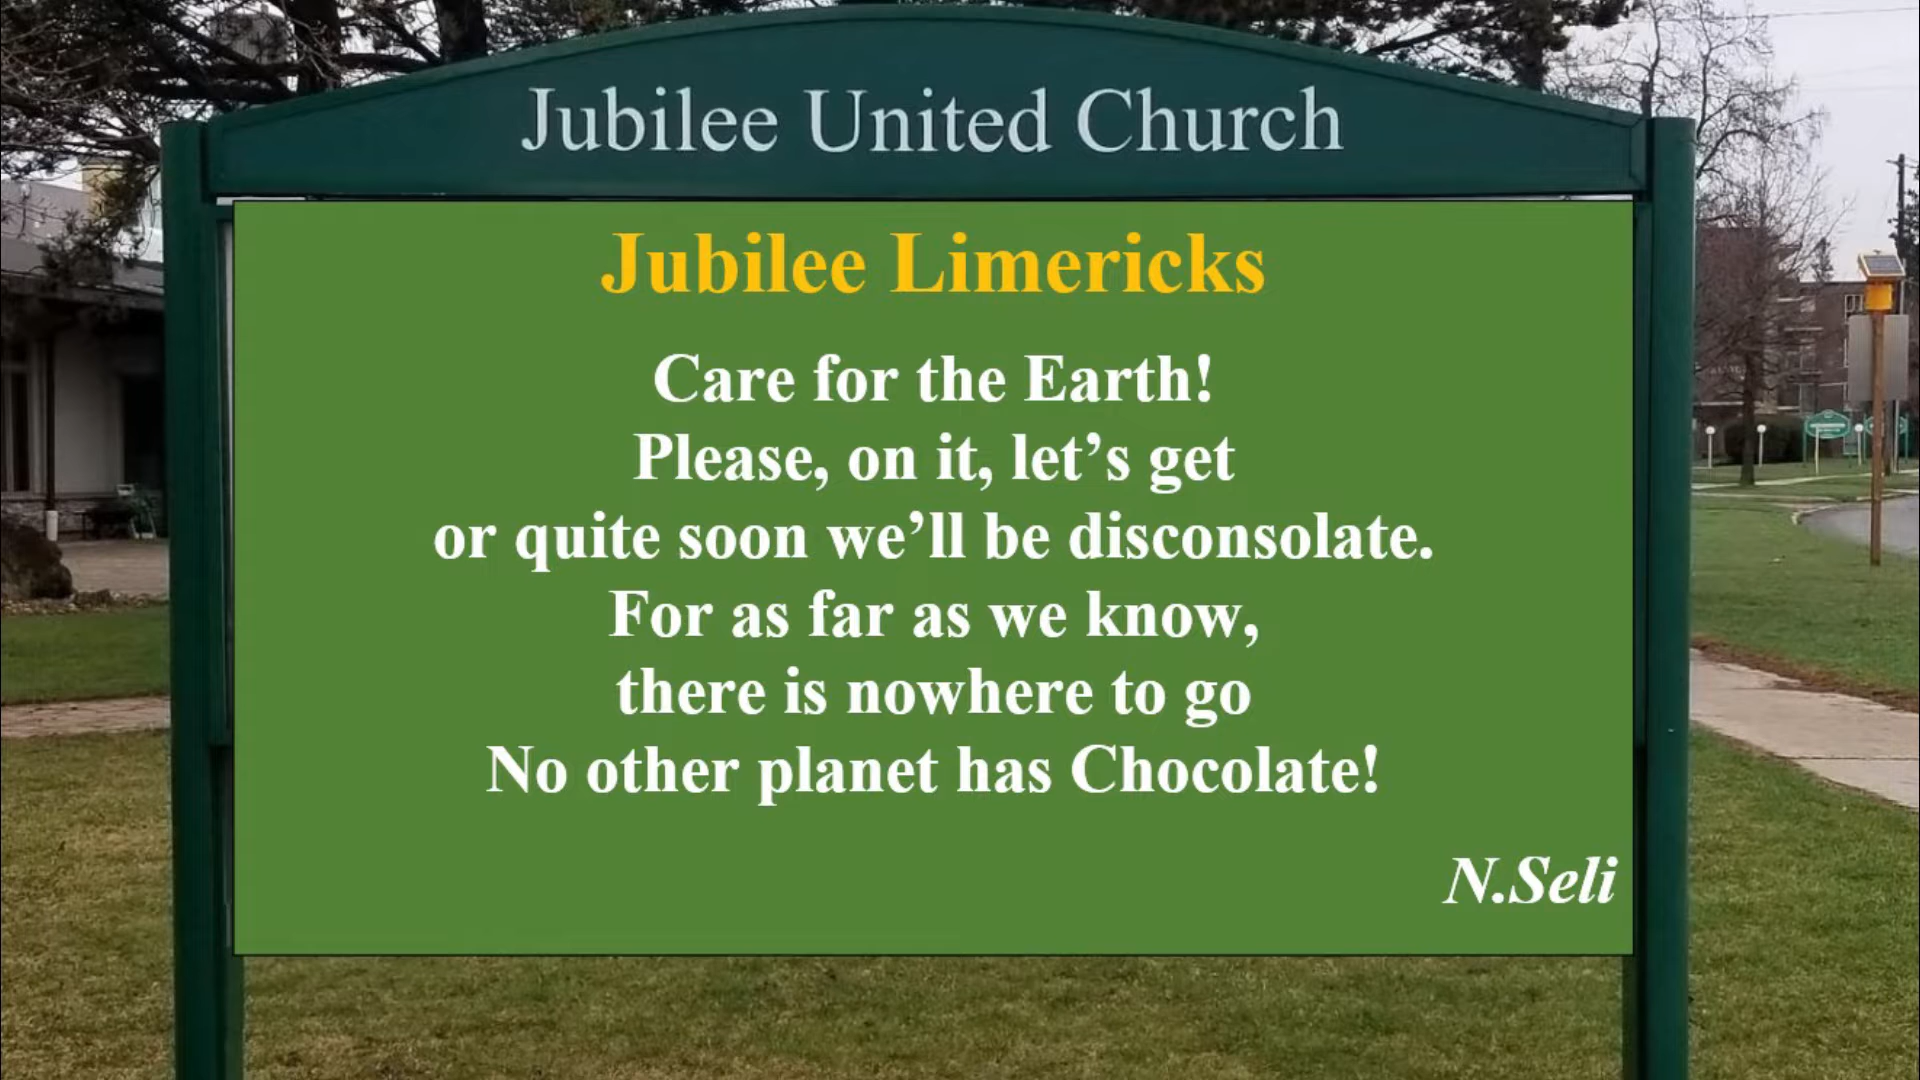 Jubilee United Church
Jubilee Limericks
Care for the Earth!
Please, on it, let’s get
or quite soon we’ll be disconsolate.
For as far as we know,
there is nowhere to go
No other planet has Chocolate!
N.Seli